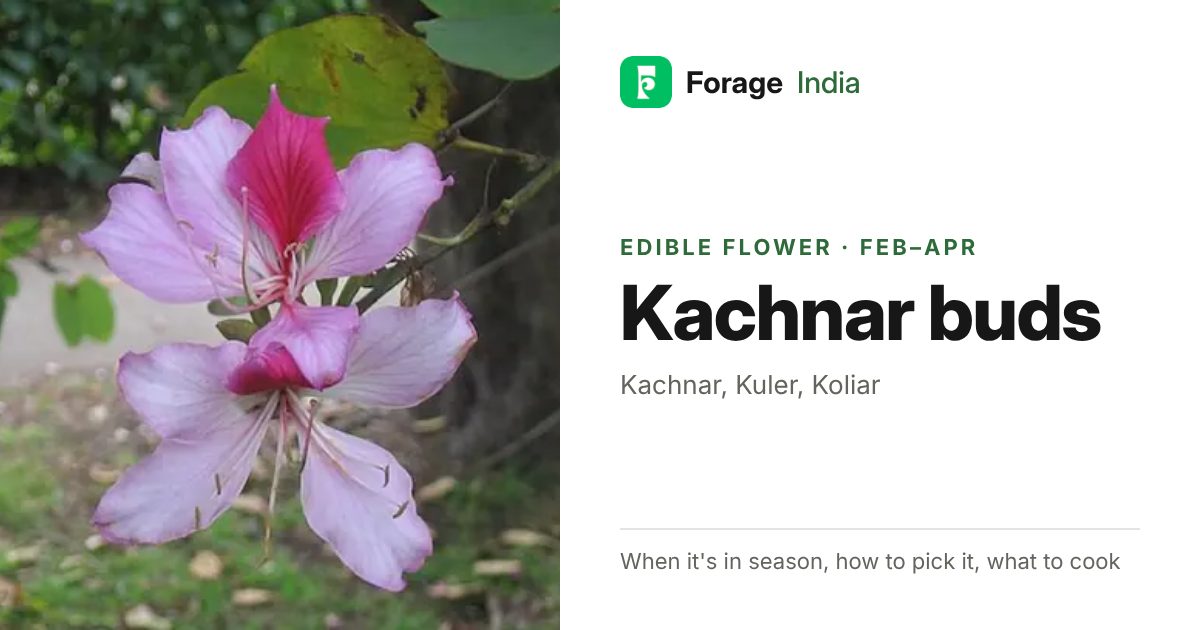 Forage India
EDIBLE FLOWER · FEB–APR
Kachnar buds
Kachnar, Kuler, Koliar
When it's in season, how to pick it, what to cook